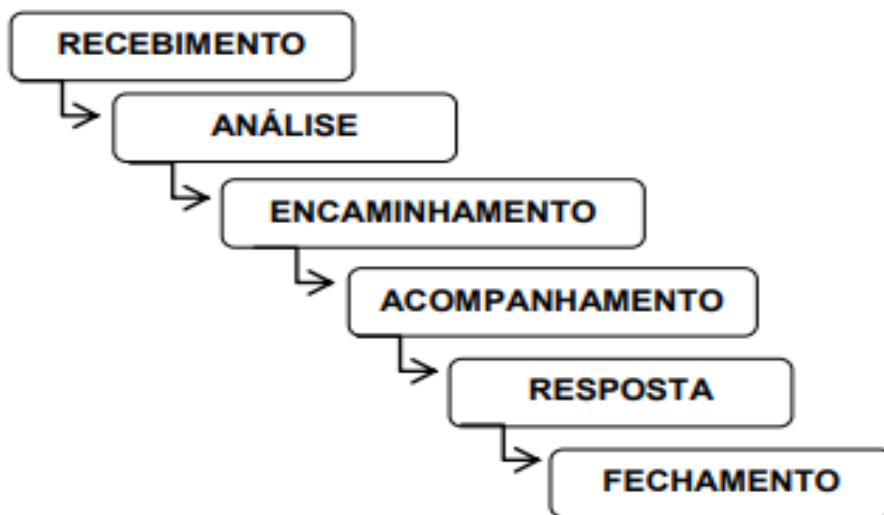 RECEBIMENTO
ANÁLISE
ENCAMINHAMENTO
ACOMPANHAMENTO
RESPOSTA
FECHAMENTO